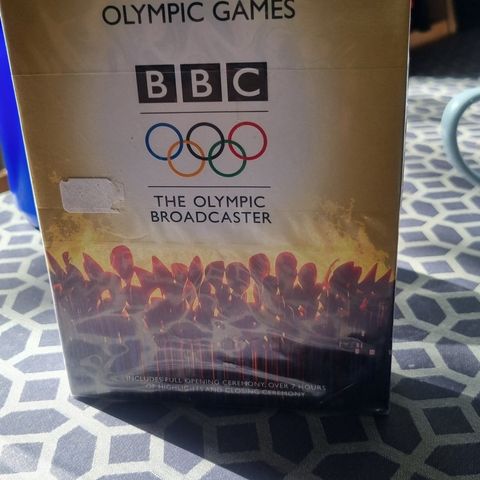 OLYMPIC GAMES
BBC
THE OLYMPIC
BROADCASTER
INCLUDES FULL OPENING CEREMONY, OVER 7 HOURS
OF HIGHLIGHTS AND CLOSING CEREMONY